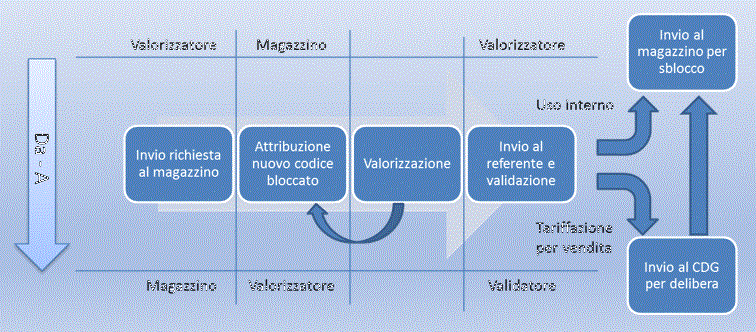 Valorizzatore
Magazzino
Valorizzatore
Invio al
magazzino per
sblocco
Uso interno
Da - A
Invio richiesta
al magazzino
Attribuzione
nuovo codice
bloccato
Valorizzazione
Invio al
referente e
validazione
Tariffazione
per vendita
Invio al CDG
per delibera
Magazzino
Valorizzatore
Validatore